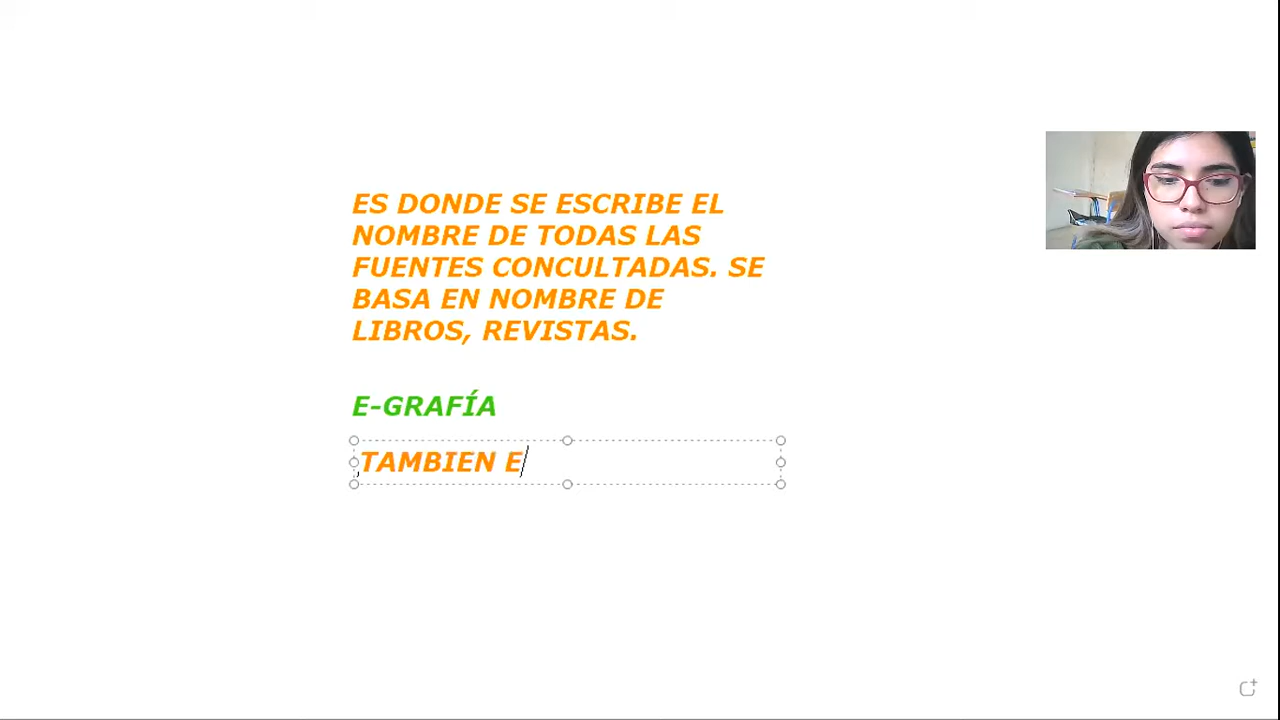 ES DONDE SE ESCRIBE EL
NOMBRE DE TODAS LAS
FUENTES CONCULTADAS. SE
BASA EN NOMBRE DE
LIBROS, REVISTAS.
E-GRAFÍA
TAMBIEN E